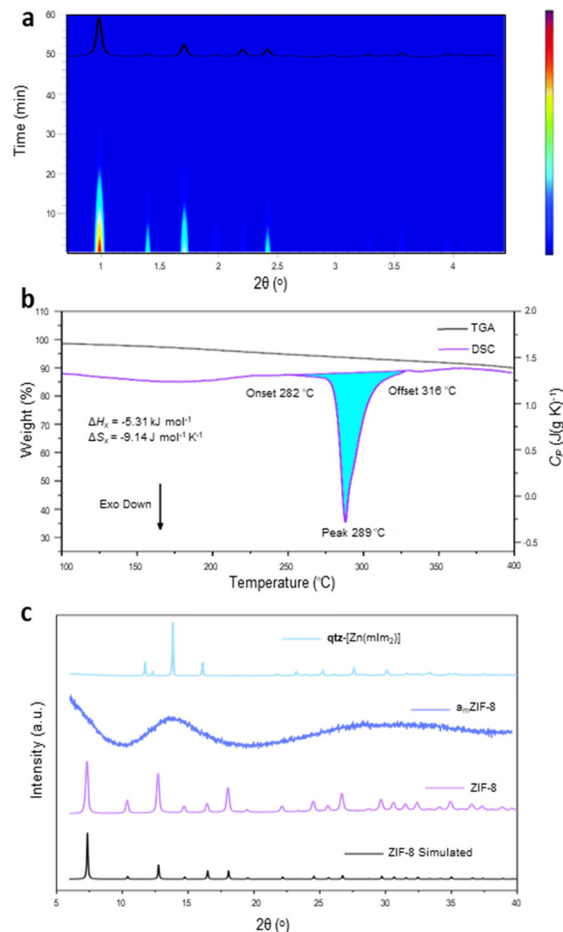 a
60
50
40
30
20
10
Time (min)
1
1.5
2
2.5
3
3.5
4
2θ (°)
b
110
100
90
80
70
60
50
40
30
Weight (%)
2.0
1.5
1.0
0.5
0.0
-0.5
C_P (J(g K)⁻¹)
TGA
DSC
Onset 282 °C
Offset 316 °C
ΔH_x = -5.31 kJ mol⁻¹
ΔS_x = -9.14 J mol⁻¹ K⁻¹
Exo Down
Peak 289 °C
100
150
200
250
300
350
400
Temperature (°C)
c
Intensity (a.u.)
qtz-[Zn(mIm₂)]
aₘZIF-8
ZIF-8
ZIF-8 Simulated
5
10
15
20
25
30
35
40
2θ (°)